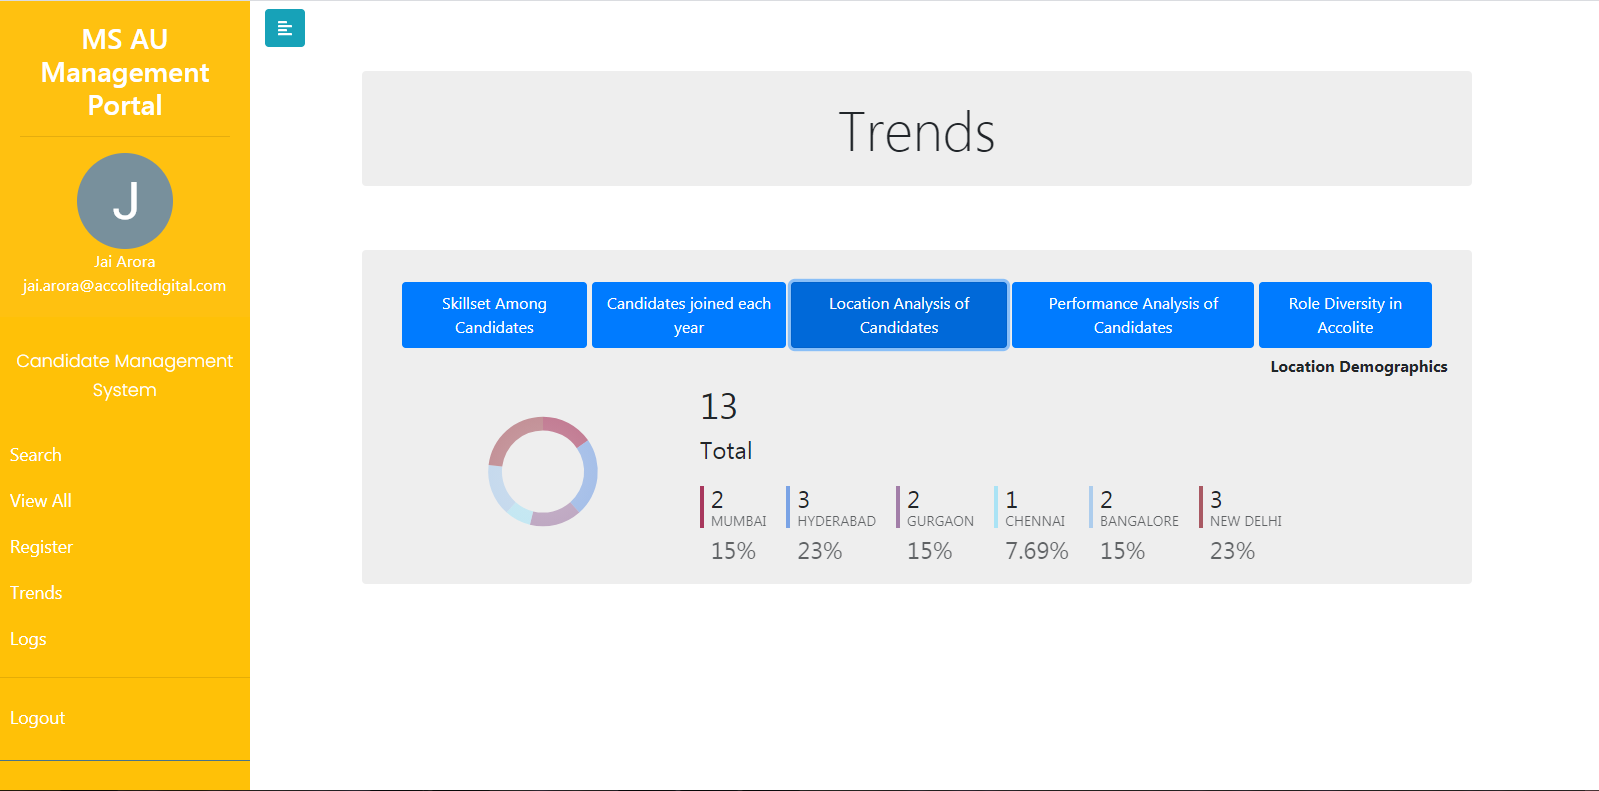 MS AU
Management
Portal
J
Jai Arora
jai.arora@accolitedigital.com
Candidate Management
System
Search
View All
Register
Trends
Logs
Logout
Trends
Skillset Among
Candidates
Candidates joined each
year
Location Analysis of
Candidates
Performance Analysis of
Candidates
Role Diversity in
Accolite
Location Demographics
13
Total
2 3 2 1 2 3
MUMBAI HYDERABAD GURGAON CHENNAI BANGALORE NEW DELHI
15% 23% 15% 7.69% 15% 23%